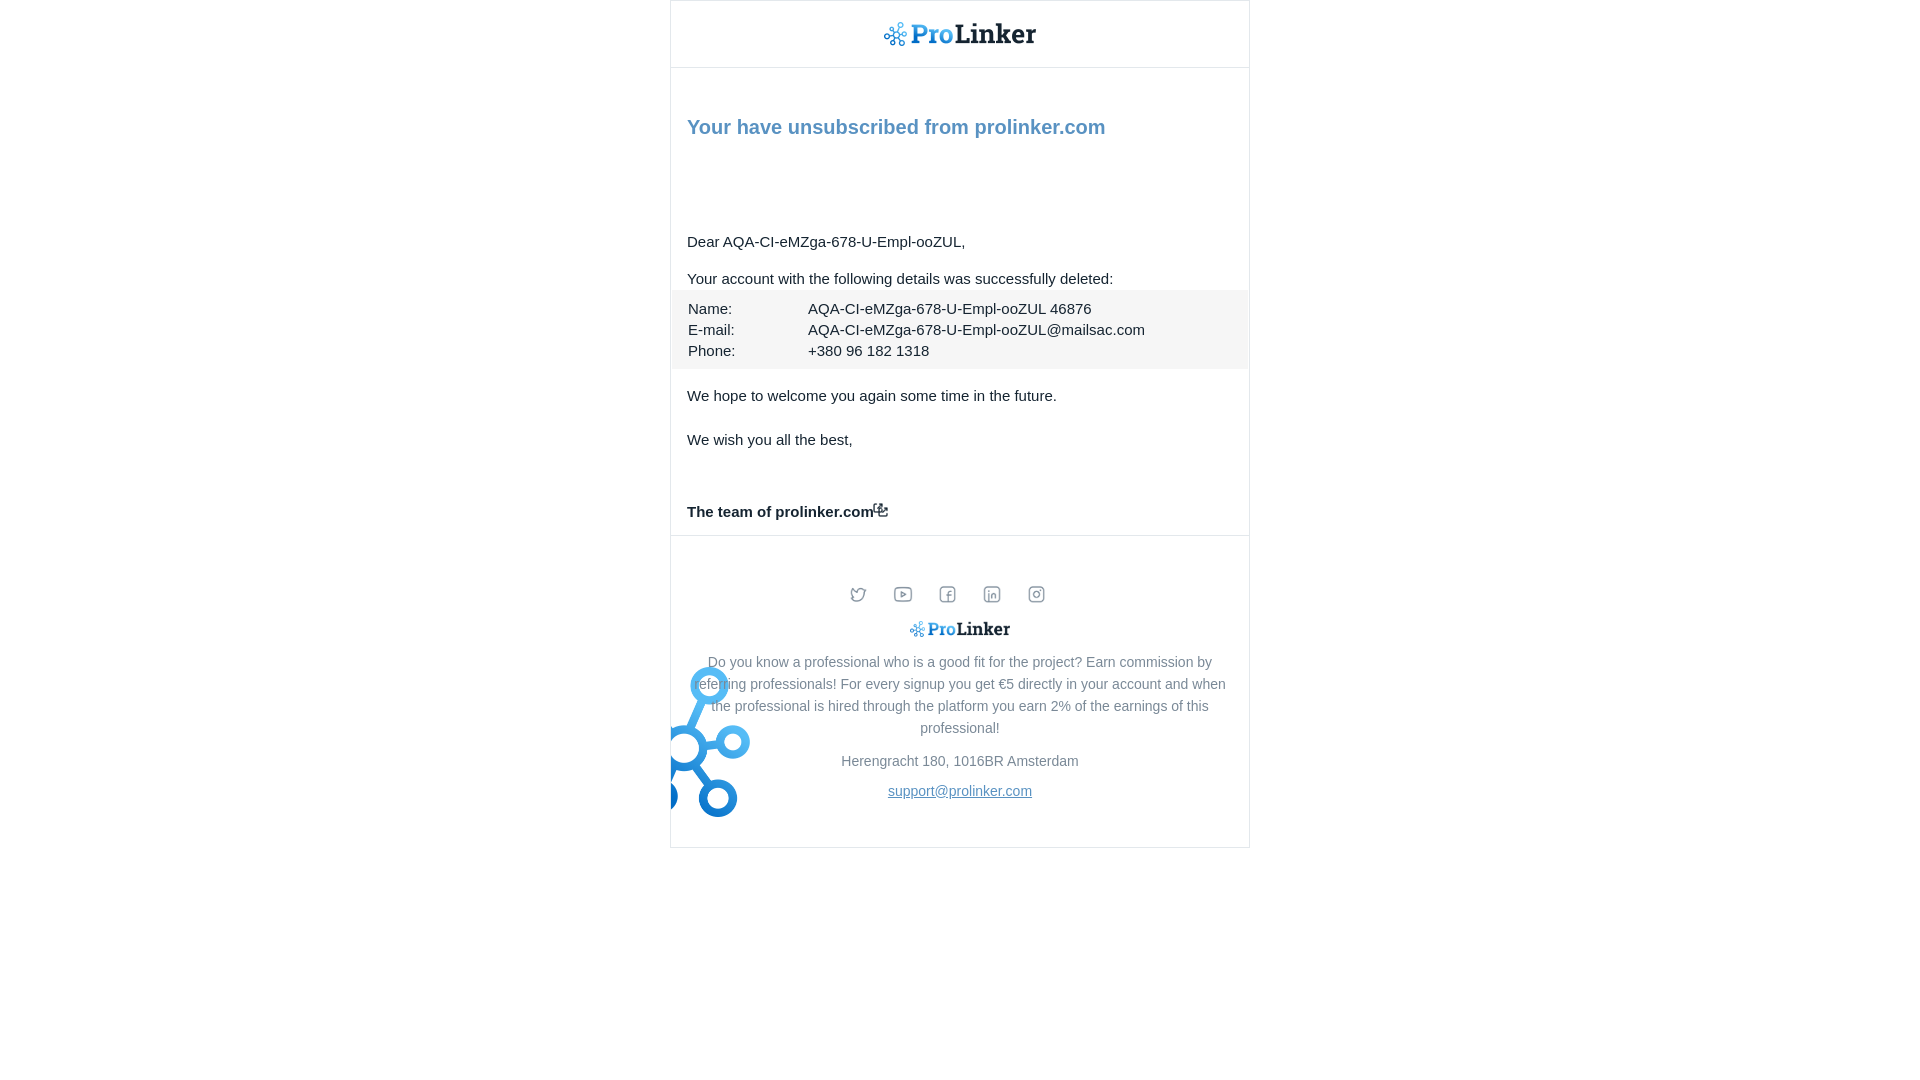 ProLinker
Your have unsubscribed from prolinker.com
Dear AQA-CI-eMZga-678-U-Empl-ooZUL,
Your account with the following details was successfully deleted:
Name: AQA-CI-eMZga-678-U-Empl-ooZUL 46876
E-mail: AQA-CI-eMZga-678-U-Empl-ooZUL@mailsac.com
Phone: +380 96 182 1318
We hope to welcome you again some time in the future.
We wish you all the best,
The team of prolinker.com
ProLinker
Do you know a professional who is a good fit for the project? Earn commission by
referring professionals! For every signup you get €5 directly in your account and when
the professional is hired through the platform you earn 2% of the earnings of this
professional!
Herengracht 180, 1016BR Amsterdam
support@prolinker.com